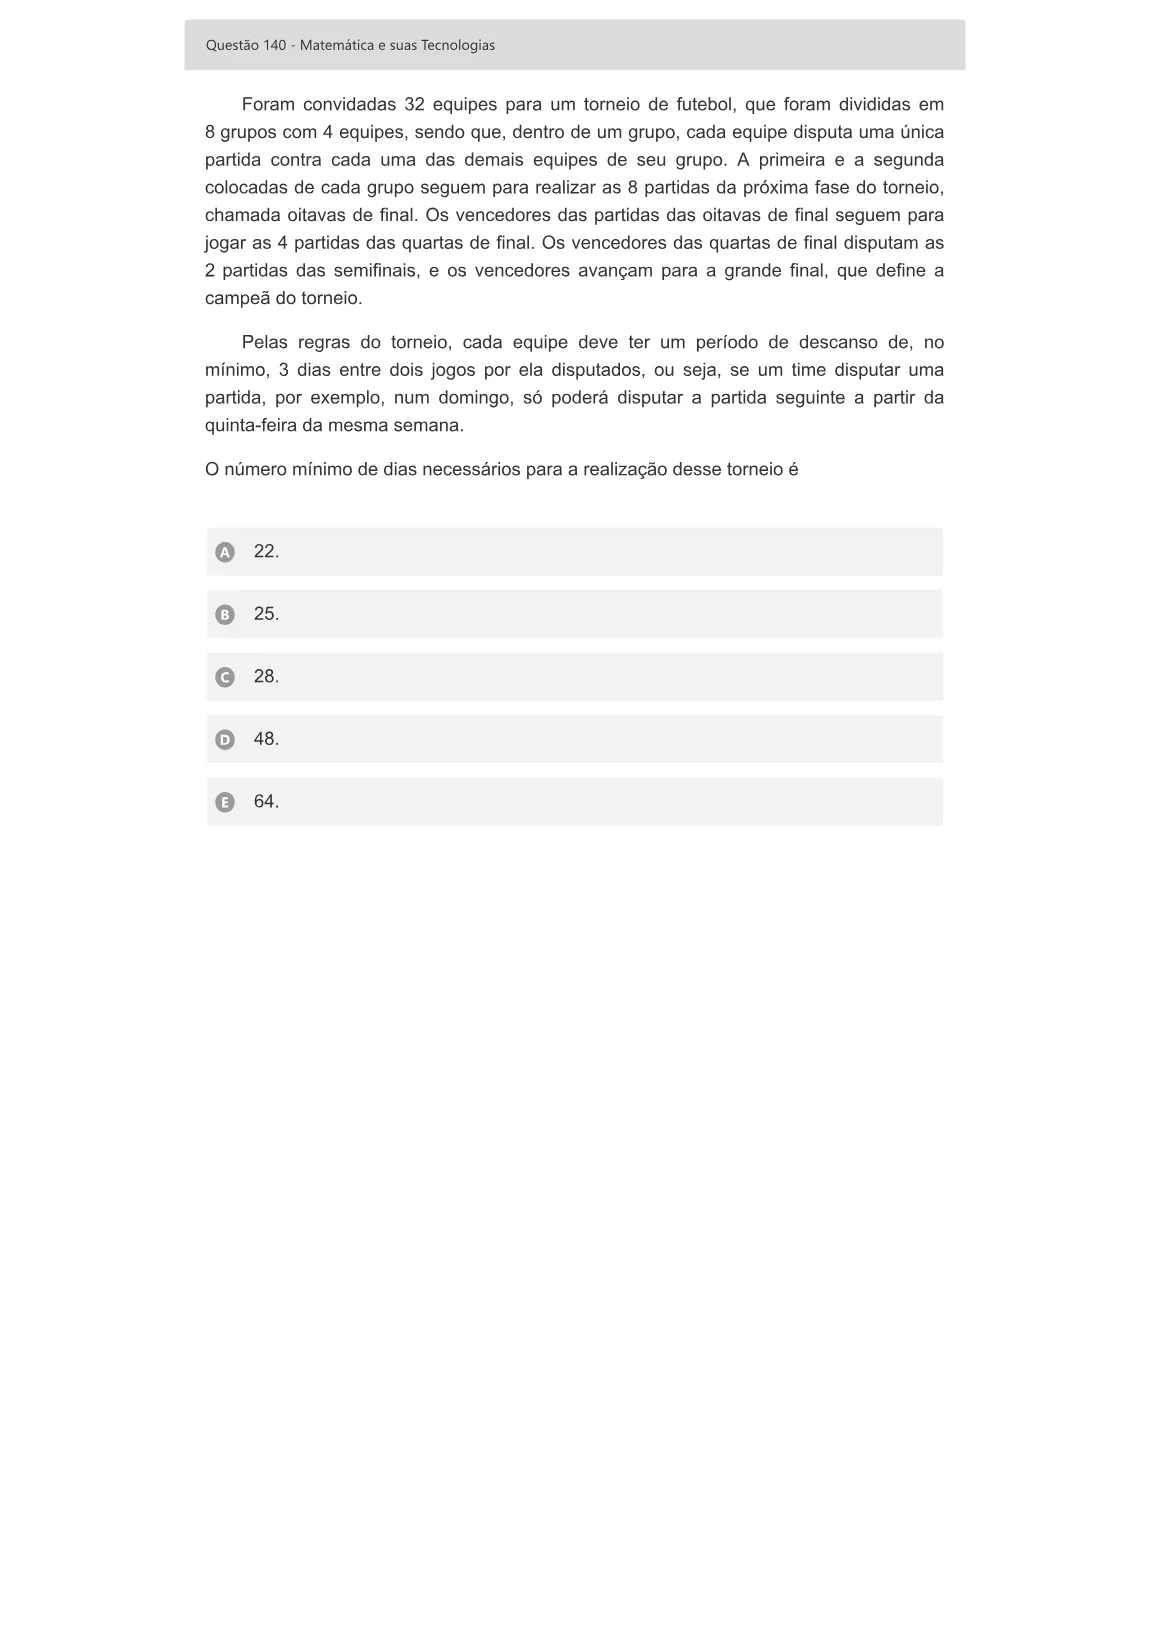 Questão 140 - Matemática e suas Tecnologias
Foram convidadas 32 equipes para um torneio de futebol, que foram divididas em
8 grupos com 4 equipes, sendo que, dentro de um grupo, cada equipe disputa uma única
partida contra cada uma das demais equipes de seu grupo. A primeira e a segunda
colocadas de cada grupo seguem para realizar as 8 partidas da próxima fase do torneio,
chamada oitavas de final. Os vencedores das partidas das oitavas de final seguem para
jogar as 4 partidas das quartas de final. Os vencedores das quartas de final disputam as
2 partidas das semifinais, e os vencedores avançam para a grande final, que define a
campeã do torneio.
Pelas regras do torneio, cada equipe deve ter um período de descanso de, no
mínimo, 3 dias entre dois jogos por ela disputados, ou seja, se um time disputar uma
partida, por exemplo, num domingo, só poderá disputar a partida seguinte a partir da
quinta-feira da mesma semana.
O número mínimo de dias necessários para a realização desse torneio é
A 22.
B 25.
C 28.
D 48.
E 64.